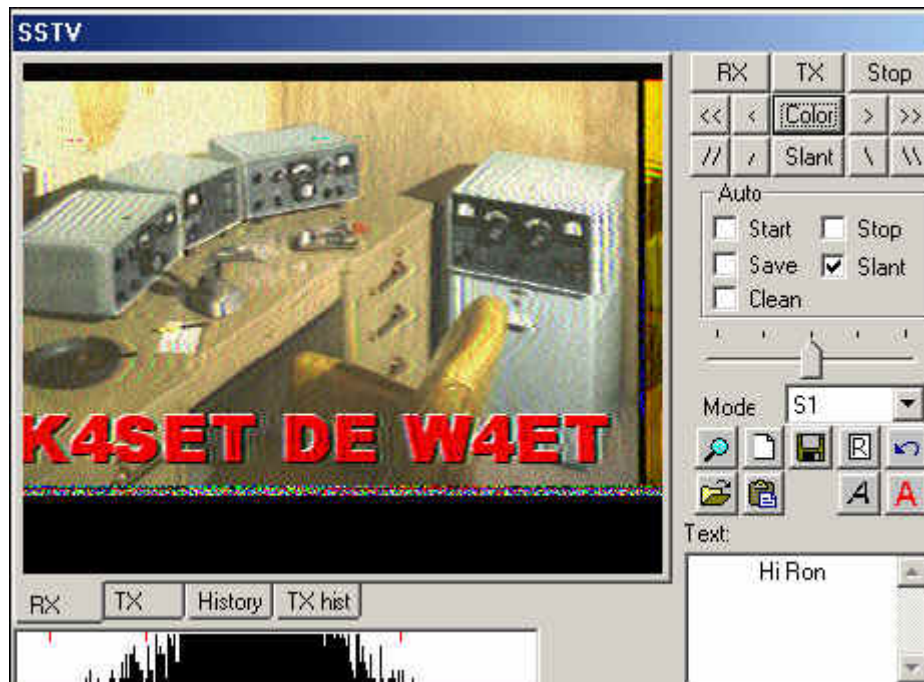 SSTV
RX TX Stop
<< < Color > >>
// / Slant \ \\
Auto
Start Stop
Save Slant
Clean
Mode S1
R
A A
Text:
Hi Ron
K4SET DE W4ET
RX TX History TX hist